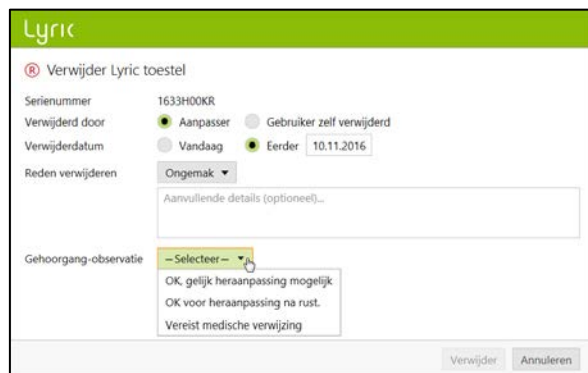 Lyric
R Verwijder Lyric toestel
Serienummer 1633H00KR
Verwijderd door Aanpasser Gebruiker zelf verwijderd
Verwijderdatum Vandaag Eerder 10.11.2016
Reden verwijderen Ongemak
Aanvullende details (optioneel)...
Gehoorgang-observatie —Selecteer—
OK, gelijk heraanpassing mogelijk
OK voor heraanpassing na rust.
Vereist medische verwijzing
Verwijder Annuleren